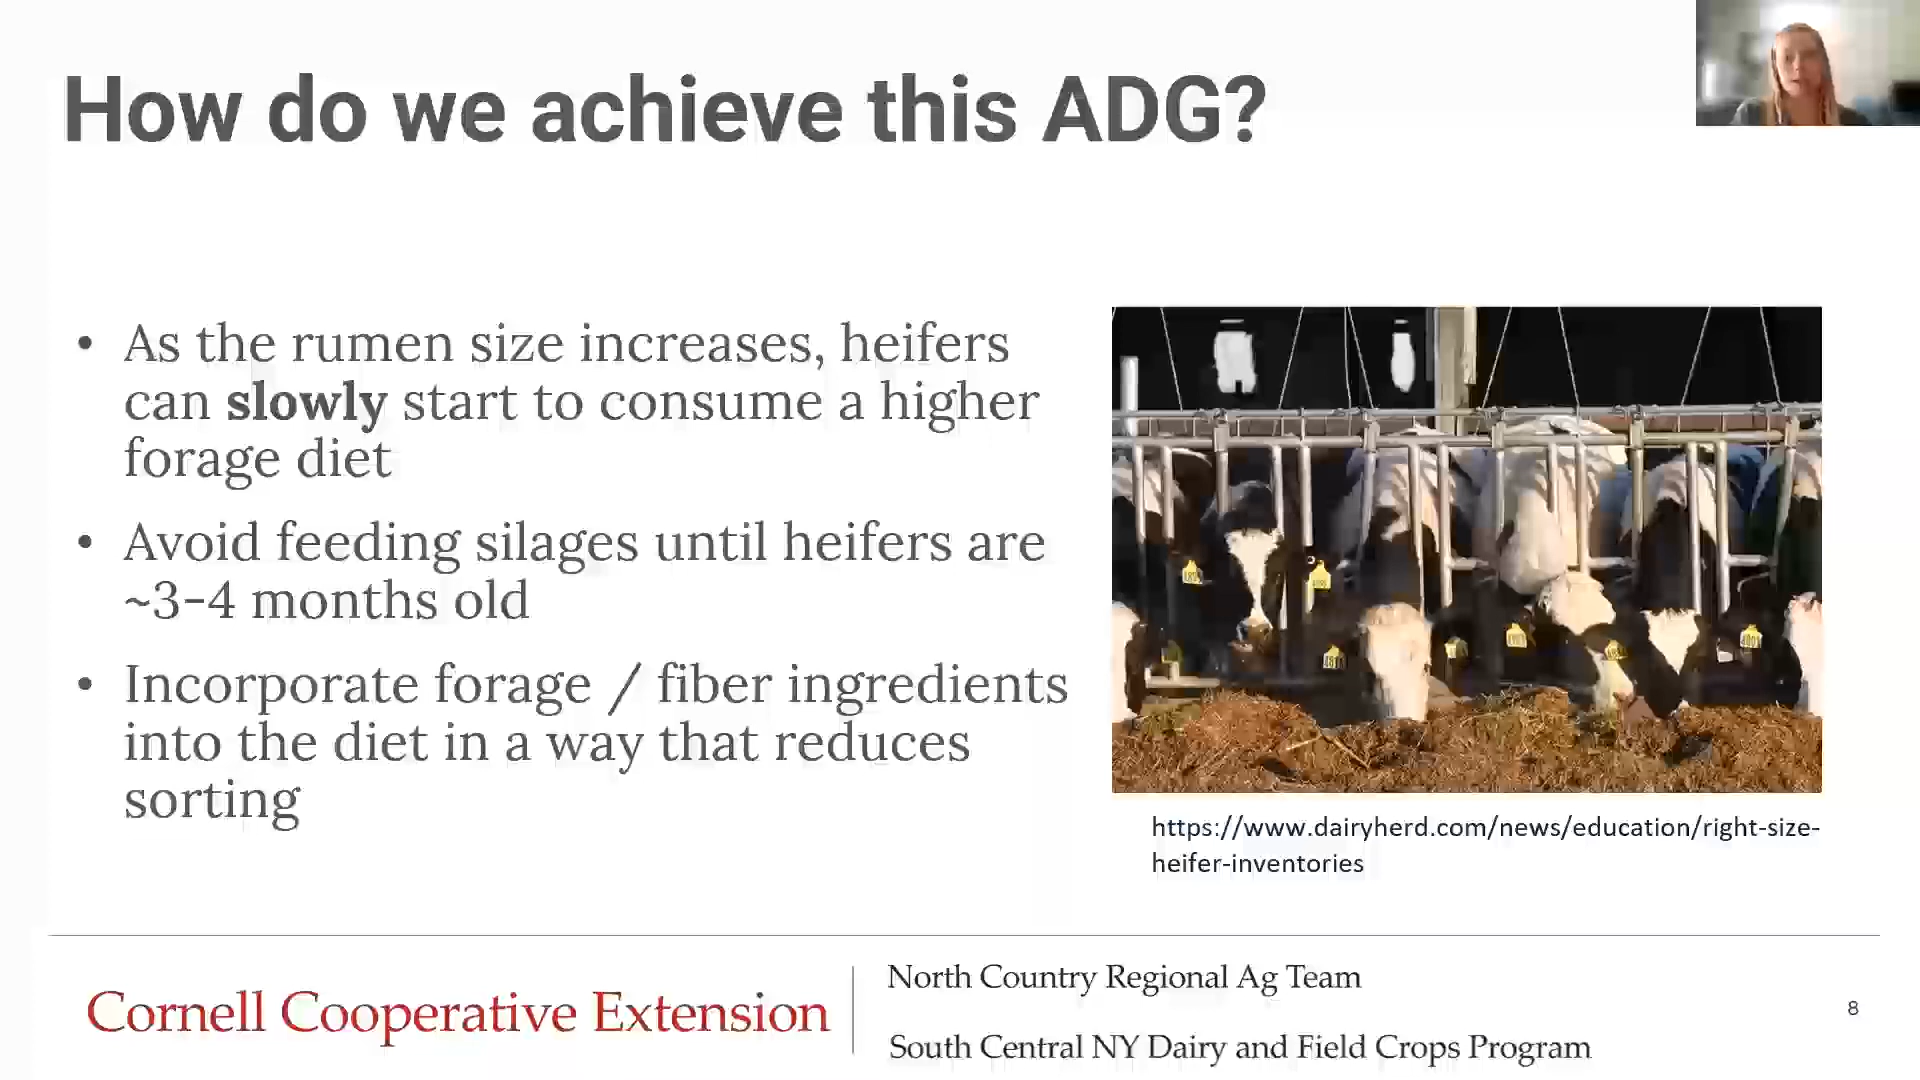 How do we achieve this ADG?
• As the rumen size increases, heifers
can slowly start to consume a higher
forage diet
• Avoid feeding silages until heifers are
~3-4 months old
• Incorporate forage / fiber ingredients
into the diet in a way that reduces
sorting
https://www.dairyherd.com/news/education/right-size-
heifer-inventories
Cornell Cooperative Extension
North Country Regional Ag Team
South Central NY Dairy and Field Crops Program
8